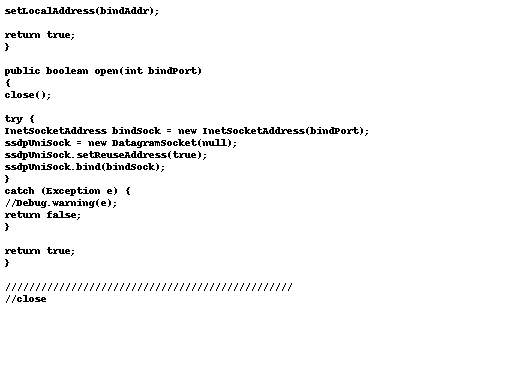 setLocalAddress(bindAddr);

return true;
}

public boolean open(int bindPort)
{
close();

try {
InetSocketAddress bindSock = new InetSocketAddress(bindPort);
ssdpUniSock = new DatagramSocket(null);
ssdpUniSock.setReuseAddress(true);
ssdpUniSock.bind(bindSock);
}
catch (Exception e) {
//Debug.warning(e);
return false;
}

return true;
}

////////////////////////////////////////////////
//close